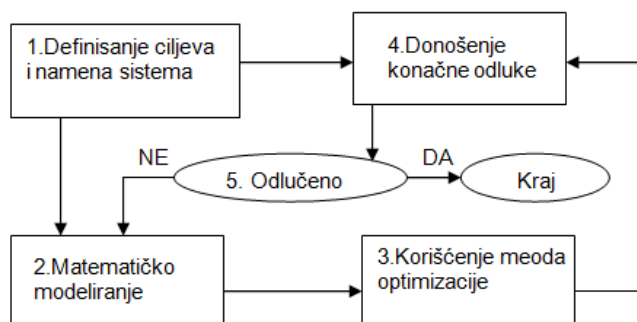 1.Definisanje ciljeva
i namena sistema
4.Donošenje
konačne odluke
NE
5. Odlučeno
DA
Kraj
2.Matematičko
modeliranje
3.Korišćenje meoda
optimizacije